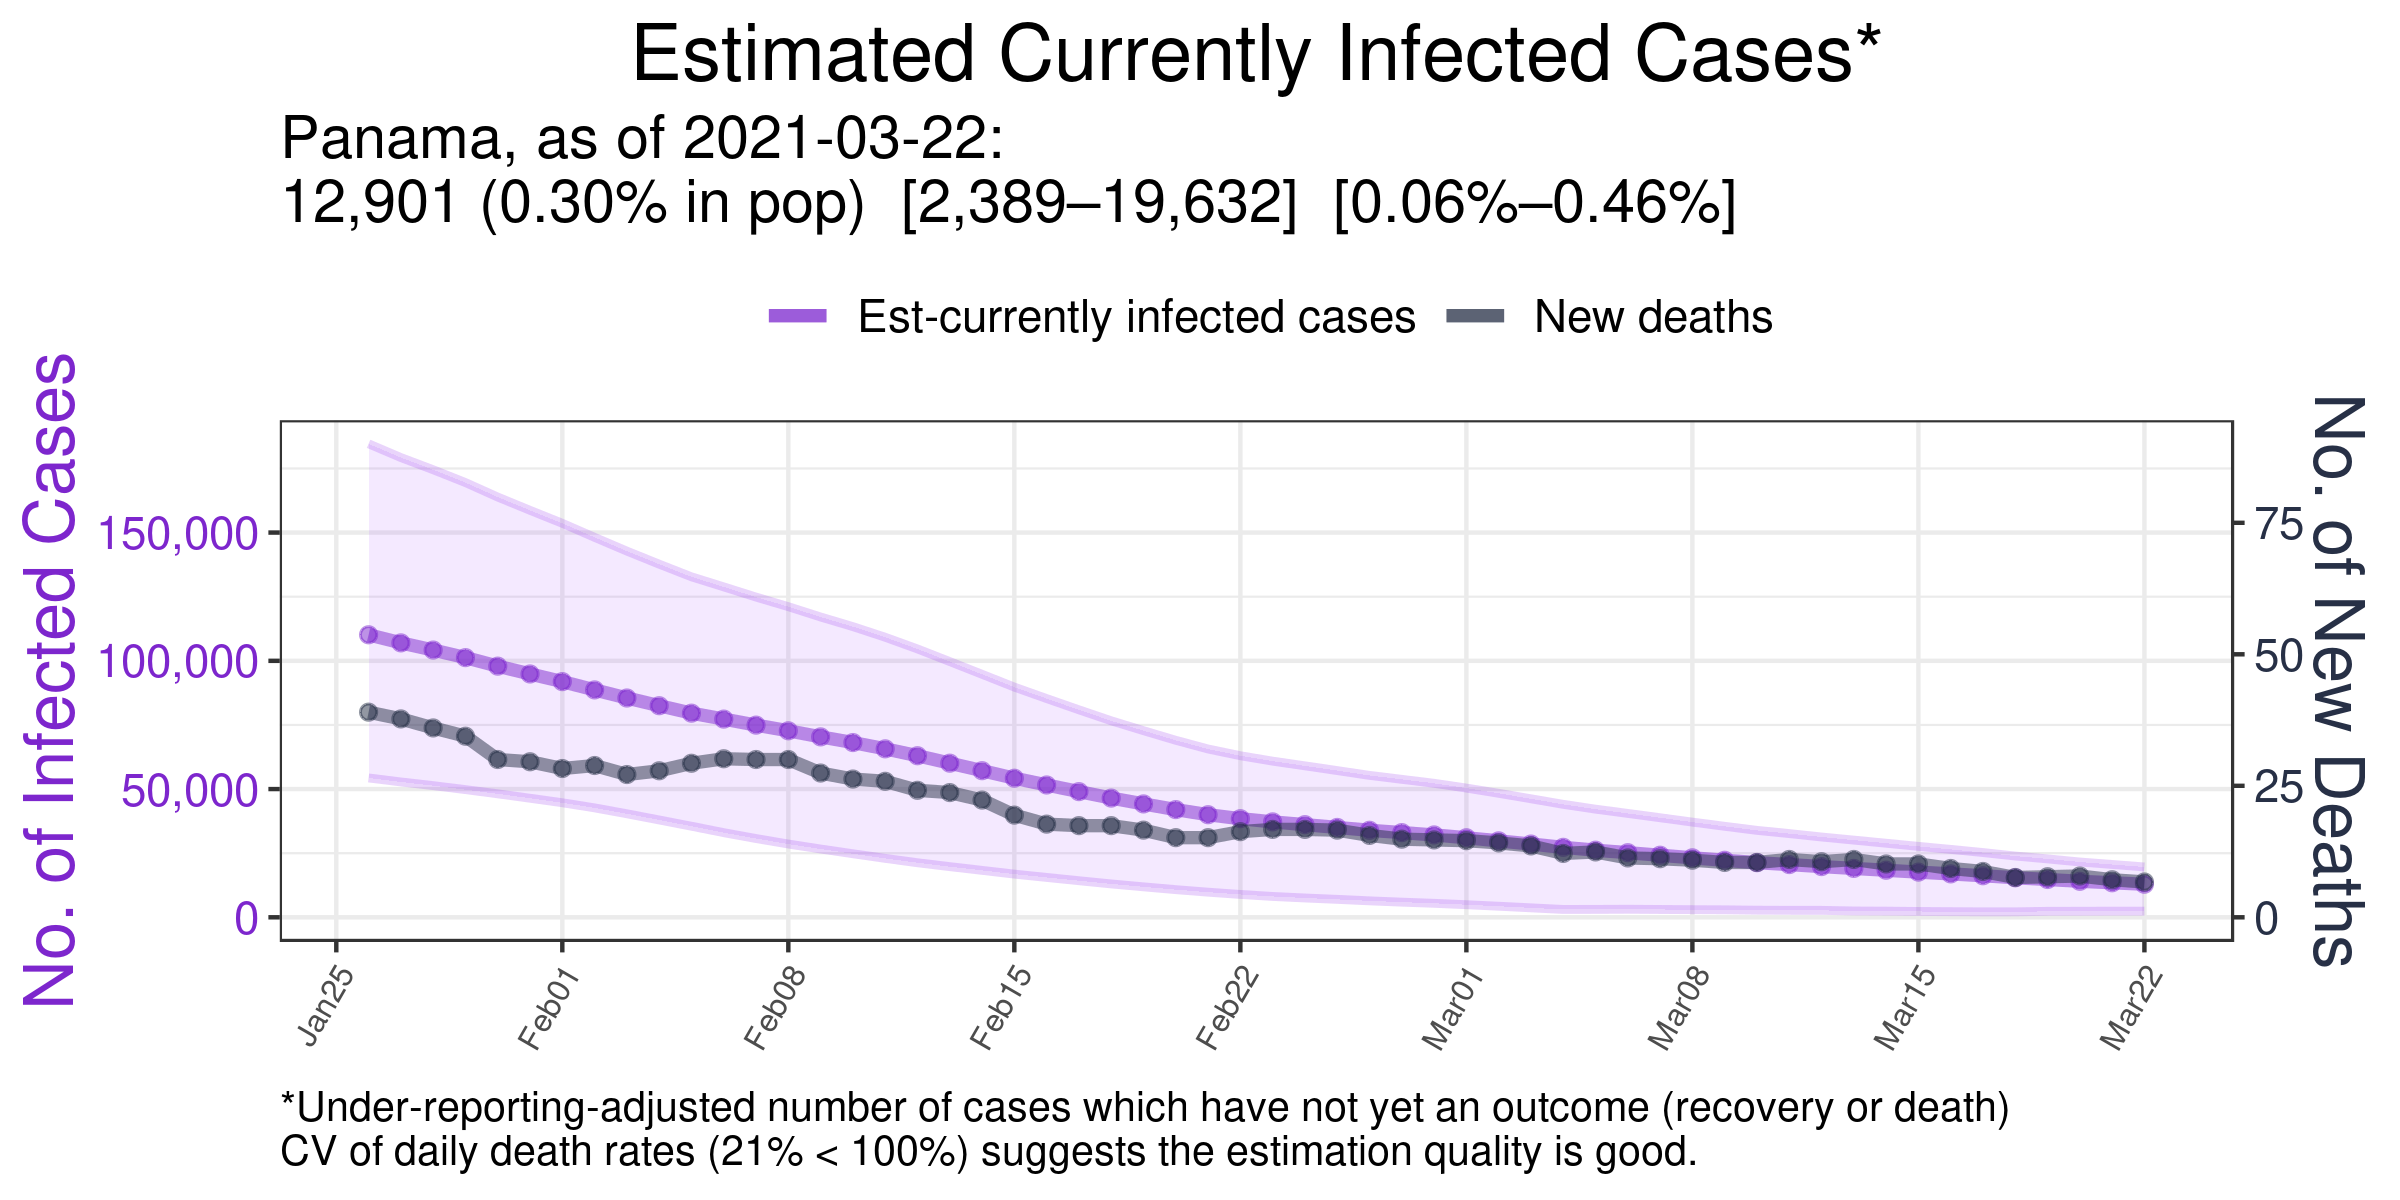 Estimated Currently Infected Cases*
Panama, as of 2021-03-22:
12,901 (0.30% in pop)  [2,389–19,632]  [0.06%–0.46%]
Est-currently infected cases
New deaths
No. of Infected Cases
150,000
100,000
50,000
0
75
50
25
0
No. of New Deaths
Jan25
Feb01
Feb08
Feb15
Feb22
Mar01
Mar08
Mar15
Mar22
*Under-reporting-adjusted number of cases which have not yet an outcome (recovery or death)
CV of daily death rates (21% < 100%) suggests the estimation quality is good.